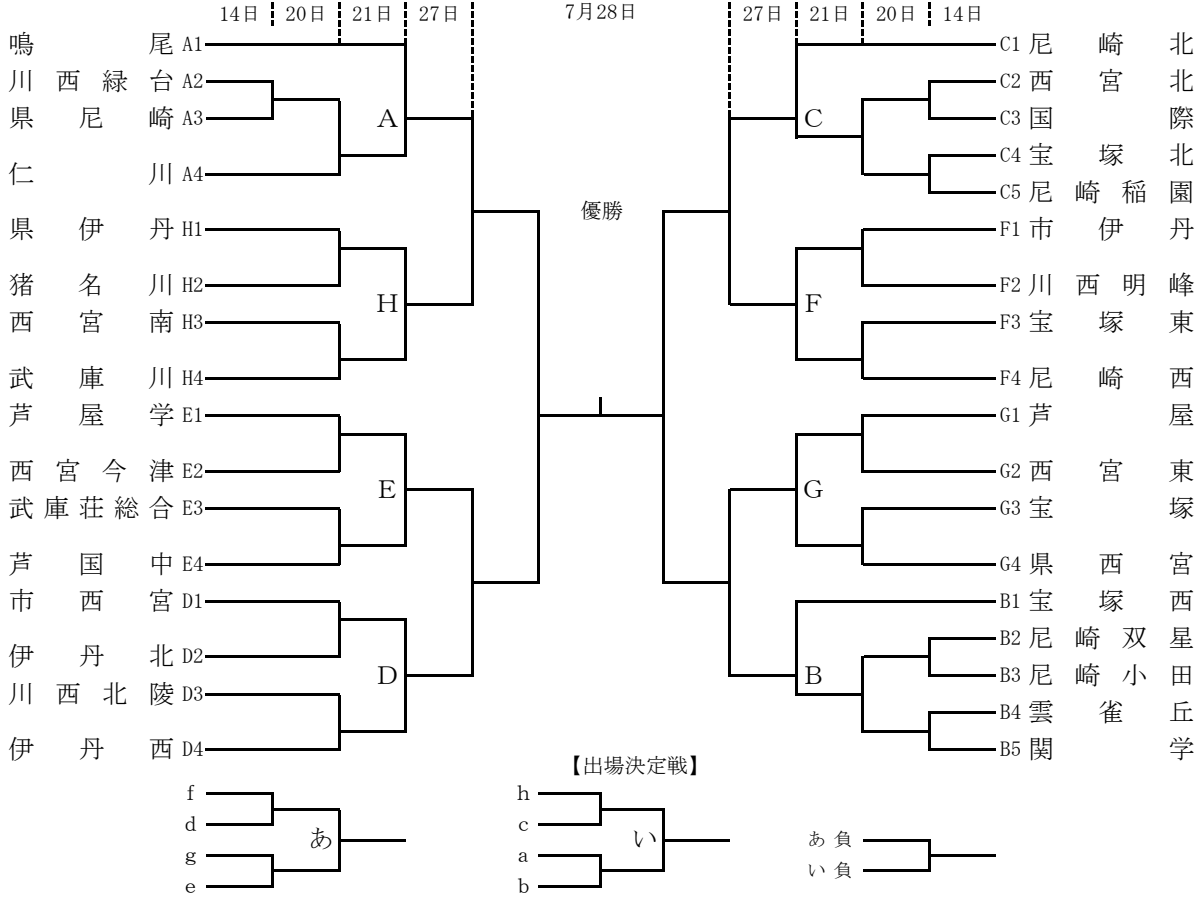 14日 20日 21日 27日 7月28日 27日 21日 20日 14日
鳴尾 A1 C1 尼崎北
川西緑台 A2 C2 西宮北
県尼崎 A3 A C C3 国際
C4 宝塚北
仁川 A4
C5 尼崎稲園
優勝
県伊丹 H1 F1 市伊丹
猪名川 H2 F2 川西明峰
H F
西宮南 H3 F3 宝塚東
武庫川 H4 F4 尼崎西
芦屋学 E1 G1 芦屋
西宮今津 E2 G2 西宮東
E G
武庫荘総合 E3 G3 宝塚
芦国中 E4 G4 県西宮
市西宮 D1 B1 宝塚西
B2 尼崎双星
伊丹北 D2
D B B3 尼崎小田
川西北陵 D3
B4 雲雀丘
伊丹西 D4 B5 関学
【出場決定戦】
f h
d c
あ い あ負
g a
い負
e b